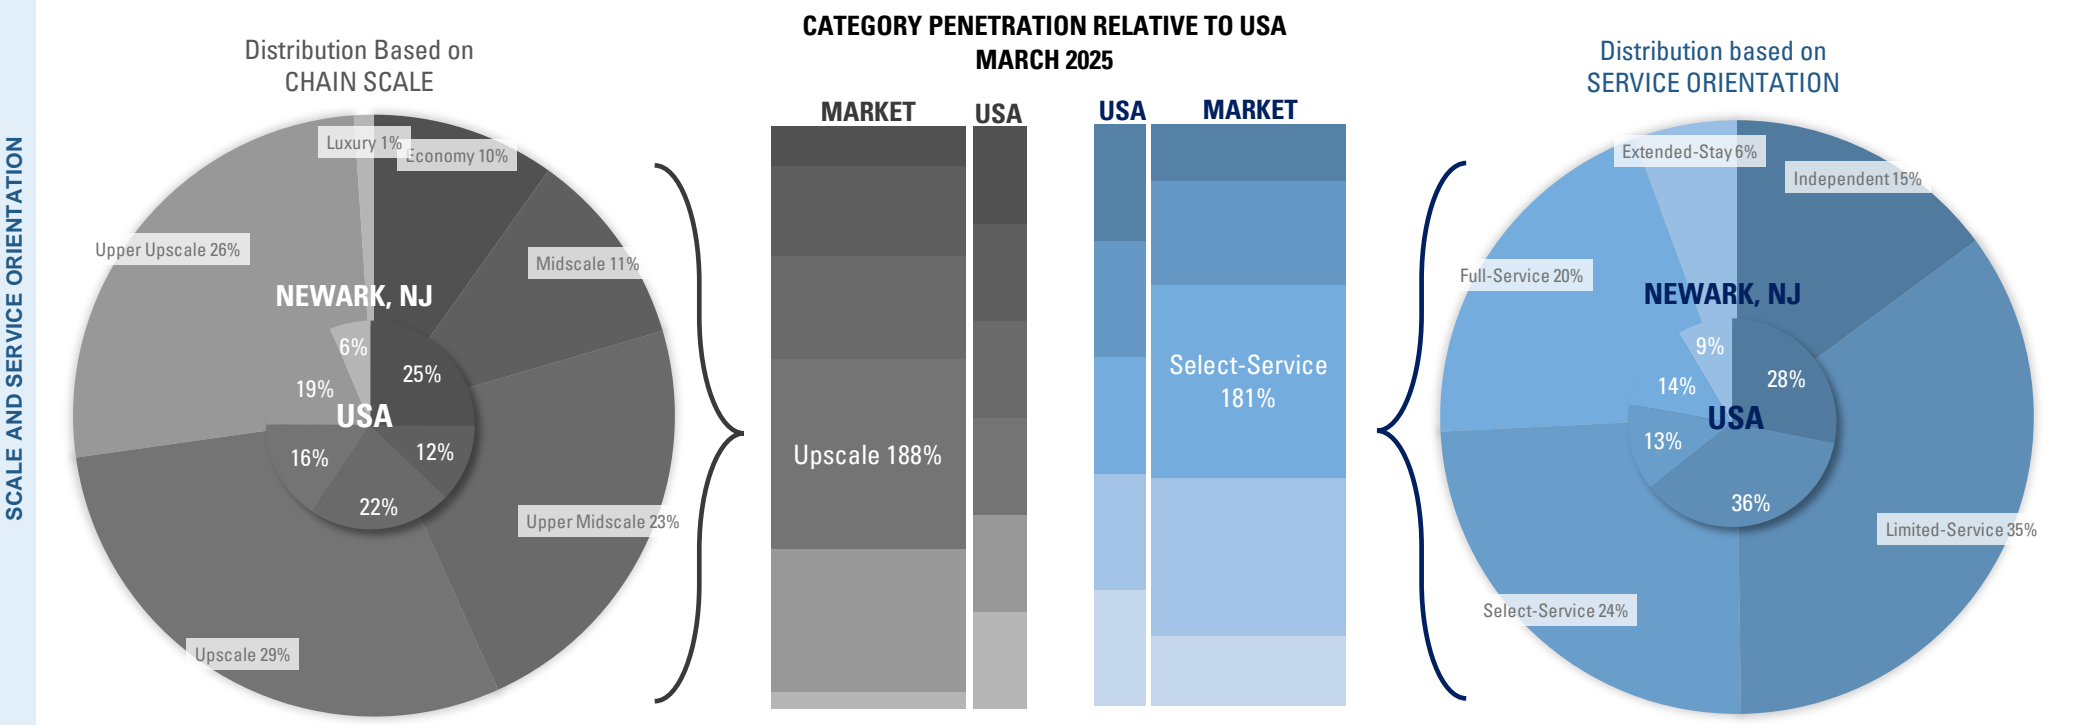 SCALE AND SERVICE ORIENTATION
Distribution Based on
CHAIN SCALE
Luxury 1%
Economy 10%
Upper Upscale 26%
Midscale 11%
NEWARK, NJ
6%
25%
19%
USA
16%
12%
22%
Upper Midscale 23%
Upscale 29%
CATEGORY PENETRATION RELATIVE TO USA
MARCH 2025
MARKET
USA
Upscale 188%
USA
MARKET
Select-Service
181%
Distribution based on
SERVICE ORIENTATION
Extended-Stay 6%
Independent 15%
Full-Service 20%
NEWARK, NJ
9%
28%
14%
USA
13%
36%
Limited-Service 35%
Select-Service 24%